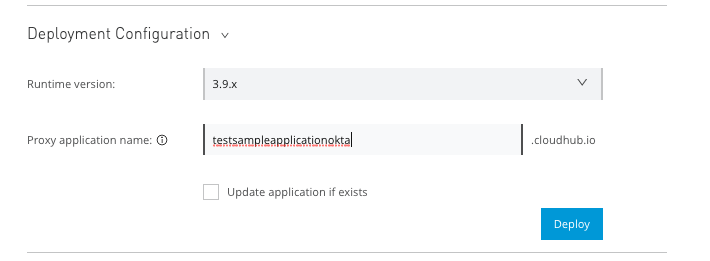 Deployment Configuration
Runtime version: 3.9.x
Proxy application name: testsampleapplicationokta .cloudhub.io
Update application if exists
Deploy